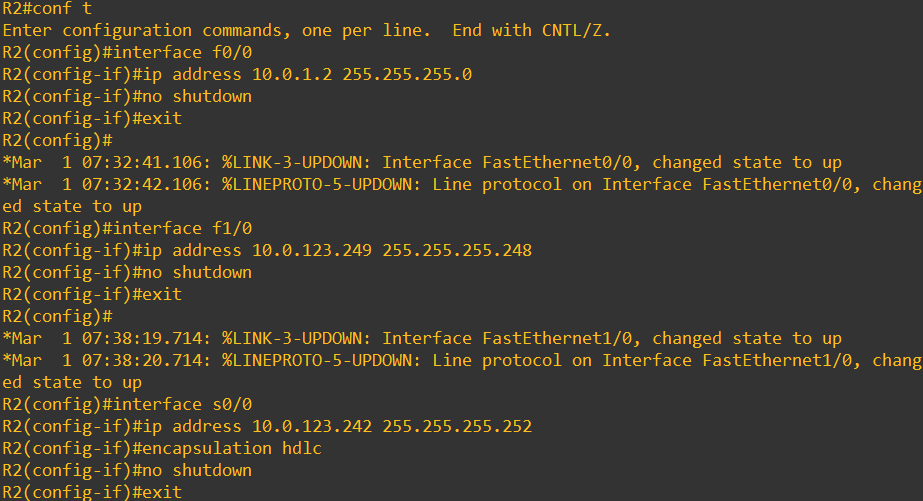 R2#conf t
Enter configuration commands, one per line.  End with CNTL/Z.
R2(config)#interface f0/0
R2(config-if)#ip address 10.0.1.2 255.255.255.0
R2(config-if)#no shutdown
R2(config-if)#exit
R2(config)#
*Mar  1 07:32:41.106: %LINK-3-UPDOWN: Interface FastEthernet0/0, changed state to up
*Mar  1 07:32:42.106: %LINEPROTO-5-UPDOWN: Line protocol on Interface FastEthernet0/0, chang
ed state to up
R2(config)#interface f1/0
R2(config-if)#ip address 10.0.123.249 255.255.255.248
R2(config-if)#no shutdown
R2(config-if)#exit
R2(config)#
*Mar  1 07:38:19.714: %LINK-3-UPDOWN: Interface FastEthernet1/0, changed state to up
*Mar  1 07:38:20.714: %LINEPROTO-5-UPDOWN: Line protocol on Interface FastEthernet1/0, chang
ed state to up
R2(config)#interface s0/0
R2(config-if)#ip address 10.0.123.242 255.255.255.252
R2(config-if)#encapsulation hdlc
R2(config-if)#no shutdown
R2(config-if)#exit